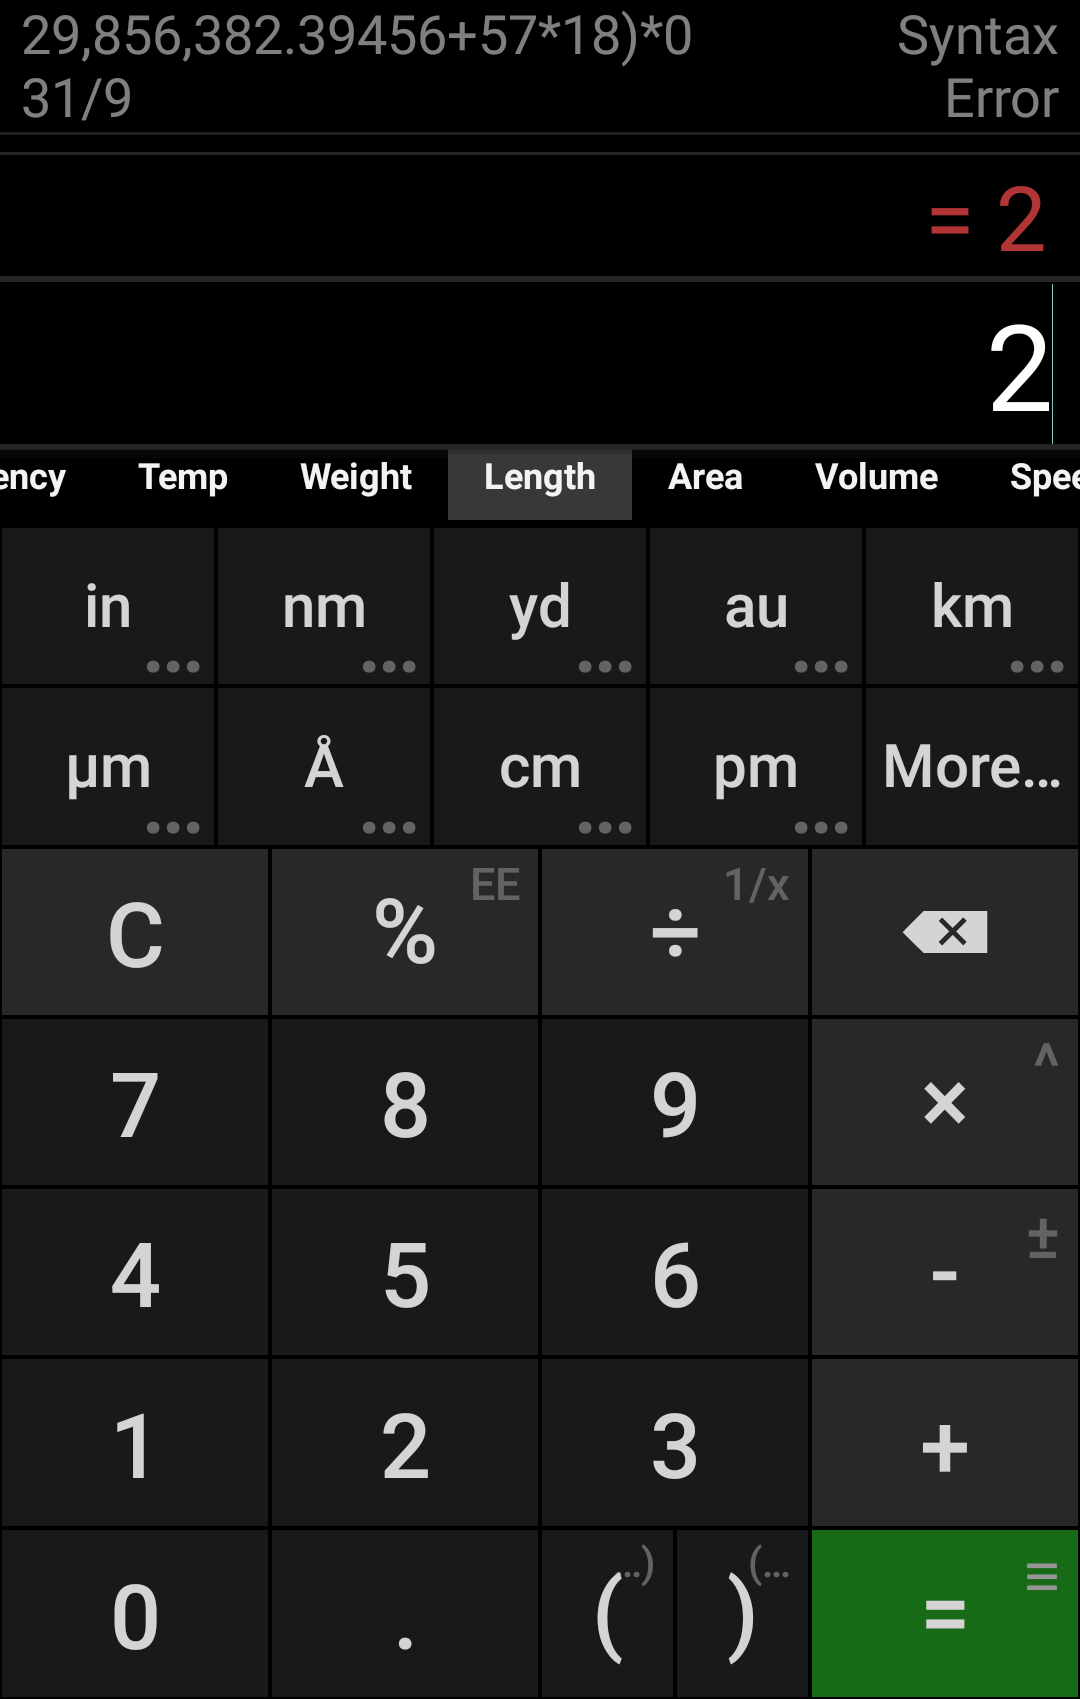 29,856,382.39456+57*18)*0 Syntax
31/9 Error
= 2
2
ency Temp Weight Length Area Volume Spee
in nm yd au km
... ... ... ... ...
µm Å cm pm More...
... ... ... ...
C % EE ÷ 1/x
7 8 9 × ^
4 5 6 - ±
1 2 3 + 
0 . ( ..) ) (... = ≡